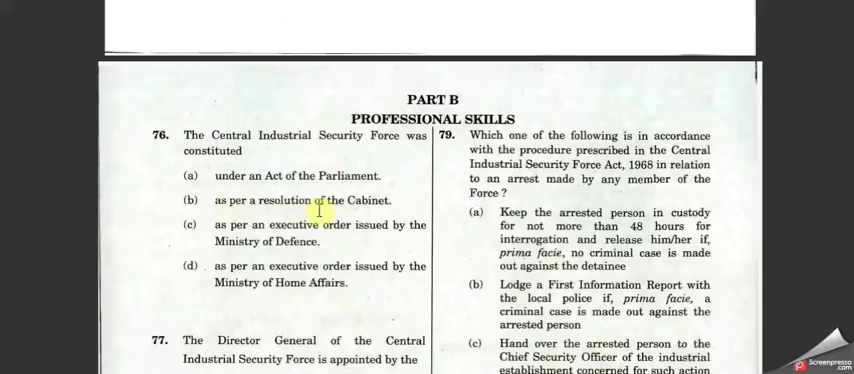 PART B
PROFESSIONAL SKILLS
76. The Central Industrial Security Force was
constituted
(a) under an Act of the Parliament.
(b) as per a resolution of the Cabinet.
(c) as per an executive order issued by the
Ministry of Defence.
(d) as per an executive order issued by the
Ministry of Home Affairs.
77. The Director General of the Central
Industrial Security Force is appointed by the
79. Which one of the following is in accordance
with the procedure prescribed in the Central
Industrial Security Force Act, 1968 in relation
to an arrest made by any member of the
Force ?
(a) Keep the arrested person in custody
for not more than 48 hours for
interrogation and release him/her if,
prima facie, no criminal case is made
out against the detainee
(b) Lodge a First Information Report with
the local police if, prima facie, a
criminal case is made out against the
arrested person
(c) Hand over the arrested person to the
Chief Security Officer of the industrial
establishment concerned for such action
Screenpresso
.com